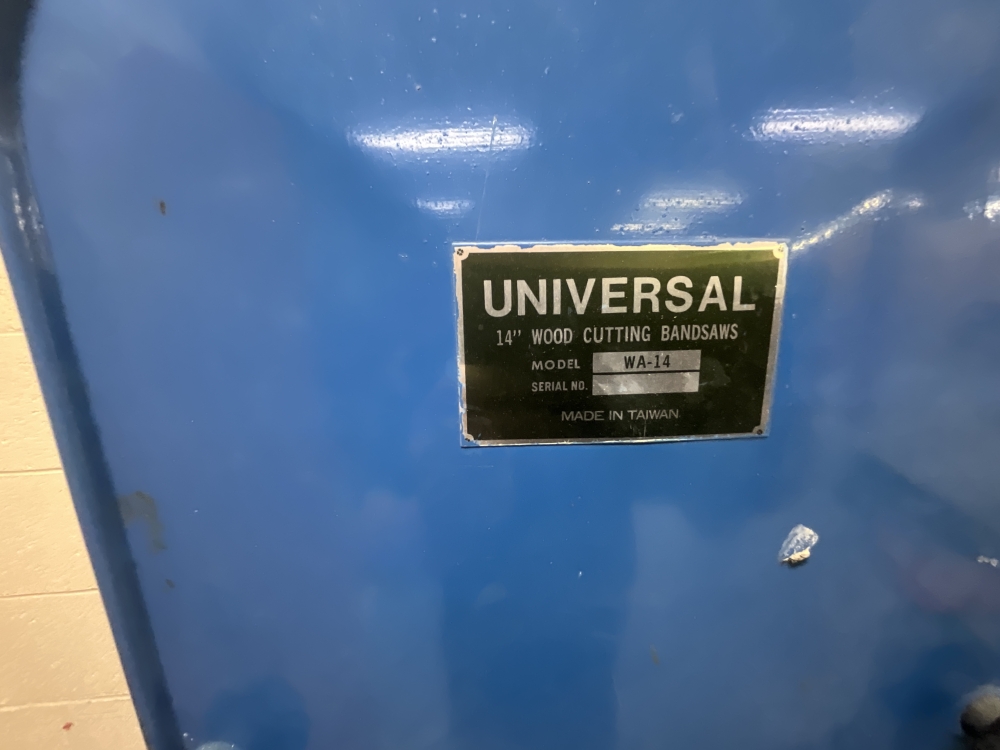 UNIVERSAL
14" WOOD CUTTING BANDSAWS
MODEL WA-14
SERIAL NO.
MADE IN TAIWAN